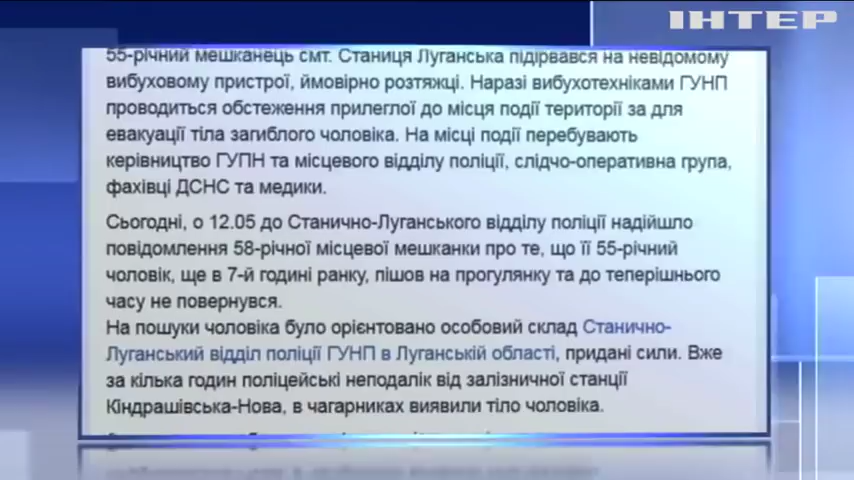 ІНТЕР
55-річний мешканець смт. Станиця Луганська підірвався на невідомому
вибуховому пристрої, ймовірно розтяжці. Наразі вибухотехніками ГУНП
проводиться обстеження прилеглої до місця події території за для
евакуації тіла загиблого чоловіка. На місці події перебувають
керівництво ГУПН та місцевого відділу поліції, слідчо-оперативна група,
фахівці ДСНС та медики.
Сьогодні, о 12.05 до Станично-Луганського відділу поліції надійшло
повідомлення 58-річної місцевої мешканки про те, що її 55-річний
чоловік, ще в 7-й годині ранку, пішов на прогулянку та до теперішнього
часу не повернувся.
На пошуки чоловіка було орієнтовано особовий склад Станично-
Луганський відділ поліції ГУНП в Луганській області, придані сили. Вже
за кілька годин поліцейські неподалік від залізничної станції
Кіндрашівська-Нова, в чагарниках виявили тіло чоловіка.